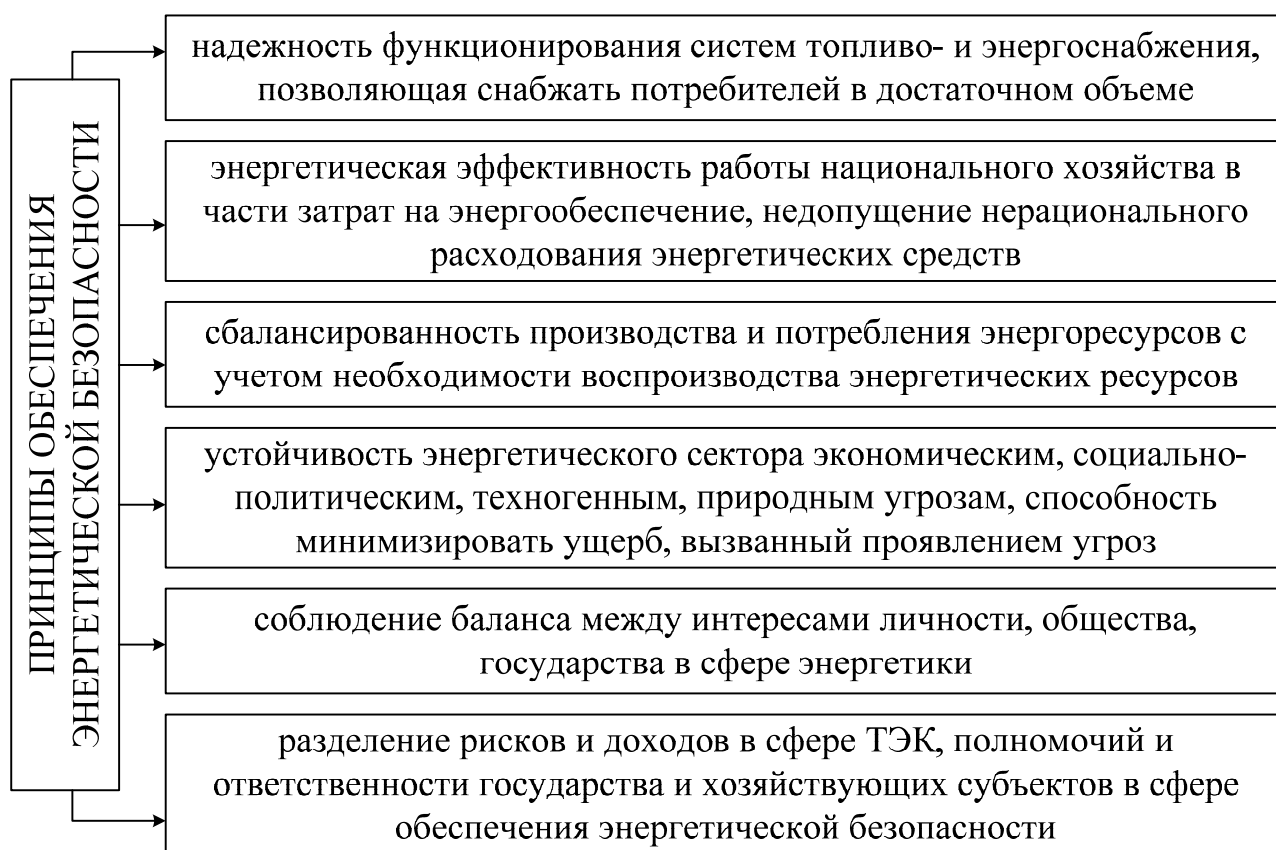 ПРИНЦИПЫ ОБЕСПЕЧЕНИЯ
ЭНЕРГЕТИЧЕСКОЙ БЕЗОПАСНОСТИ
надежность функционирования систем топливо- и энергоснабжения,
позволяющая снабжать потребителей в достаточном объеме
энергетическая эффективность работы национального хозяйства в
части затрат на энергообеспечение, недопущение нерационального
расходования энергетических средств
сбалансированность производства и потребления энергоресурсов с
учетом необходимости воспроизводства энергетических ресурсов
устойчивость энергетического сектора экономическим, социально-
политическим, техногенным, природным угрозам, способность
минимизировать ущерб, вызванный проявлением угроз
соблюдение баланса между интересами личности, общества,
государства в сфере энергетики
разделение рисков и доходов в сфере ТЭК, полномочий и
ответственности государства и хозяйствующих субъектов в сфере
обеспечения энергетической безопасности